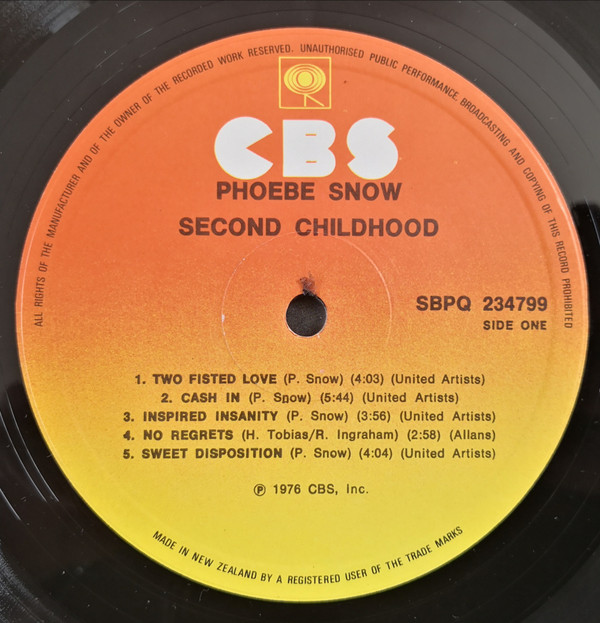 ALL RIGHTS OF THE MANUFACTURER AND OF THE OWNER OF THE RECORDED WORK RESERVED. UNAUTHORISED PUBLIC PERFORMANCE, BROADCASTING AND COPYING OF THIS RECORD PROHIBITED
CBS
PHOEBE SNOW
SECOND CHILDHOOD
SBPQ 234799
SIDE ONE
1. TWO FISTED LOVE (P. Snow) (4:03) (United Artists)
2. CASH IN (P. Snow) (5:44) (United Artists)
3. INSPIRED INSANITY (P. Snow) (3:56) (United Artists)
4. NO REGRETS (H. Tobias/R. Ingraham) (2:58) (Allans)
5. SWEET DISPOSITION (P. Snow) (4:04) (United Artists)
℗ 1976 CBS, Inc.
MADE IN NEW ZEALAND BY A REGISTERED USER OF THE TRADE MARKS